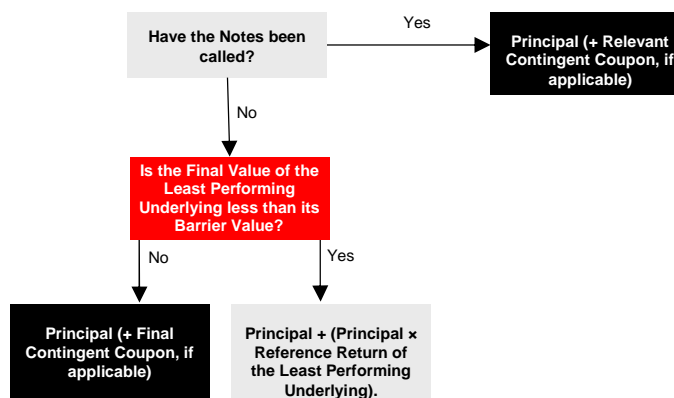 Have the Notes been
called?
Yes
Principal (+ Relevant
Contingent Coupon, if
applicable)
No
Is the Final Value of the
Least Performing
Underlying less than its
Barrier Value?
No
Yes
Principal (+ Final
Contingent Coupon, if
applicable)
Principal + (Principal ×
Reference Return of
the Least Performing
Underlying).